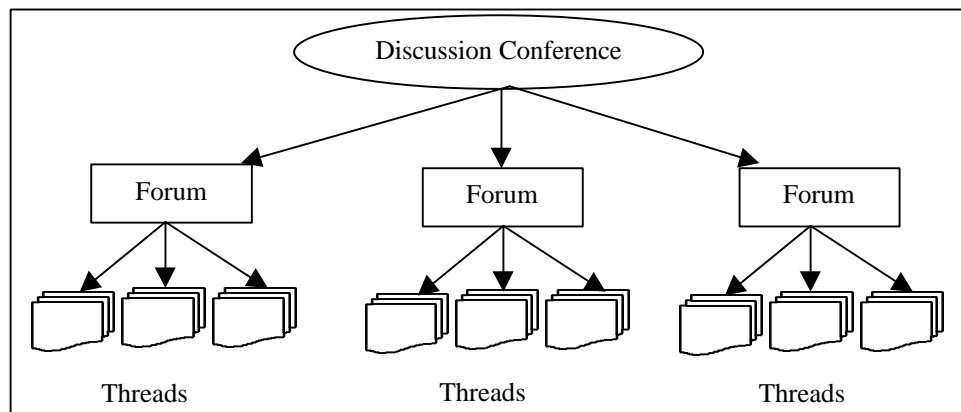 Discussion Conference
Forum
Forum
Forum
Threads
Threads
Threads